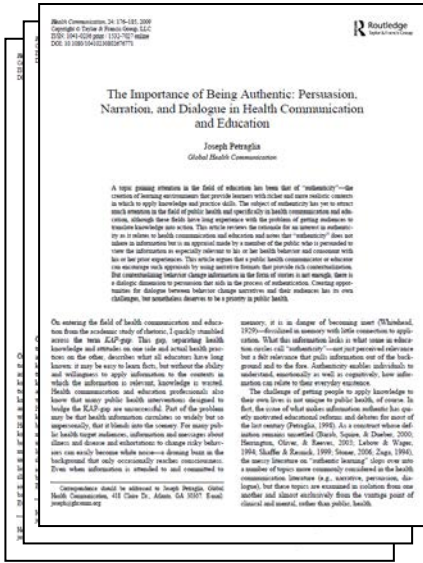 Health Communication, 24: 176–185, 2009
Copyright © Taylor & Francis Group, LLC
ISSN: 1041-0236 print / 1532-7027 online
DOI: 10.1080/10410230802676771
Routledge
Taylor & Francis Group
The Importance of Being Authentic: Persuasion,
Narration, and Dialogue in Health Communication
and Education
Joseph Petraglia
Global Health Communication
A topic gaining attention in the field of education has been that of “authenticity”—the
creation of learning environments that provide learners with richer and more realistic contexts
in which to apply knowledge and practice skills. The subject of authenticity has yet to attract
much attention in the field of public health and specifically in health communication and edu-
cation, although these fields have long experience with the problem of getting audiences to
translate knowledge into action. This article reviews the rationale for an interest in authentic-
ity as it relates to health communication and education and notes that “authenticity” does not
inhere in information but is an appraisal made by a member of the public who is persuaded to
view the information as especially relevant to his or her health behavior and consonant with
his or her prior experiences. This article argues that a public health communicator or educator
can encourage such appraisals by using narrative formats that provide rich contextualization.
But contextualizing behavior change information in the form of stories is not enough, there is
a dialogic dimension to persuasion that aids in the process of authentication. Creating oppor-
tunities for dialogue between behavior change narratives and their audiences has its own
challenges, but nonetheless deserves to be a priority in public health.
On entering the field of health communication and educa-
tion from the academic study of rhetoric, I quickly stumbled
across the term KAP-gap. This gap, separating health
knowledge and attitudes on one side and actual health prac-
tices on the other, describes what all educators have long
known: it may be easy to learn facts, but without the ability
and willingness to apply information to the contexts in
which the information is relevant, knowledge is wasted.
Health communication and education professionals also
know that many public health interventions designed to
bridge the KAP-gap are unsuccessful. Part of the problem
may be that health information circulates so widely but so
impersonally, that it blends into the scenery. For many pub-
lic health target audiences, information and messages about
illness and disease and exhortations to change risky behav-
iors can easily become white noise—a droning buzz in the
background that only occasionally reaches consciousness.
Even when information is intended to and committed to
Correspondence should be addressed to Joseph Petraglia, Global
Health Communication, 418 Claire Dr., Atlanta, GA 30307. E-mail:
memory, it is in danger of becoming inert (Whitehead,
1929)—fossilized in memory with little connection to appli-
cation. What this information lacks is what some in educa-
tion circles call “authenticity”—not just perceived relevance
but a felt relevance that pulls information out of the back-
ground and to the fore. Authenticity enables individuals to
understand, emotionally as well as cognitively, how infor-
mation can relate to their everyday existence.
The challenge of getting people to apply knowledge to
their own lives is not unique to public health, of course. In
fact, the issue of what makes information authentic has qui-
etly motivated educational reforms and debates for most of
the last century (Petraglia, 1998). As a construct whose def-
inition remains unsettled (Barab, Squire, & Dueber, 2000;
Herrington, Oliver, & Reeves, 2003; Lebow & Wager,
1994; Shaffer & Resnick, 1999;
the messy literature on “authentic learning” slops over into
a number of topics more commonly considered in the health
communication literature (e.g., narrative, persuasion, dia-
logue), but these topics are examined in isolation from one
another and almost exclusively from the vantage point of
clinical and mental, rather than public, health.